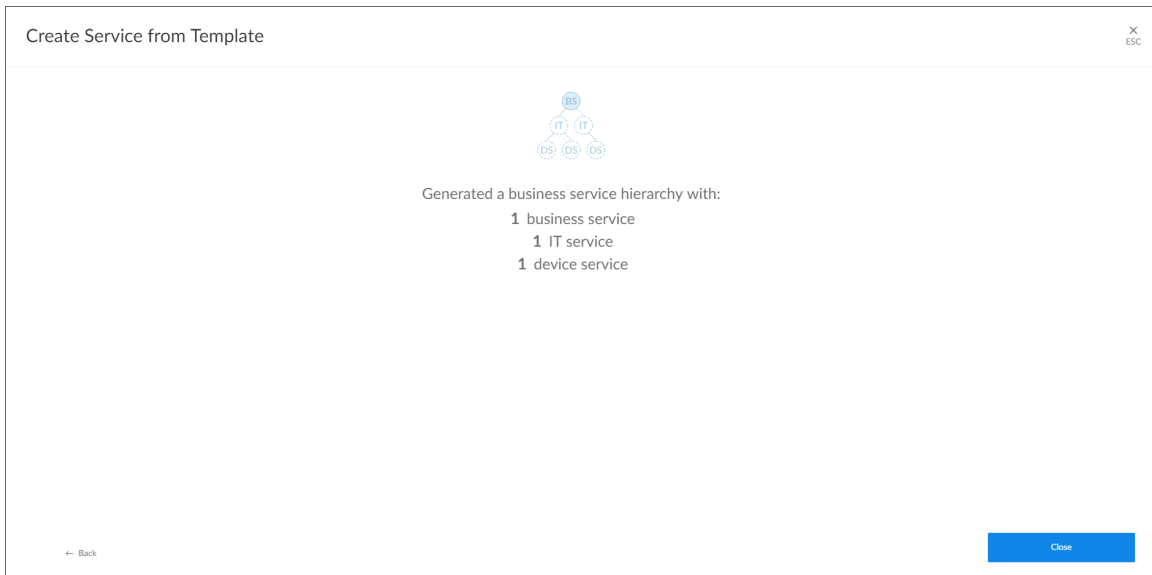 Create Service from Template
×
ESC
BS
IT IT
DS DS DS
Generated a business service hierarchy with:
1 business service
1 IT service
1 device service
← Back
Close